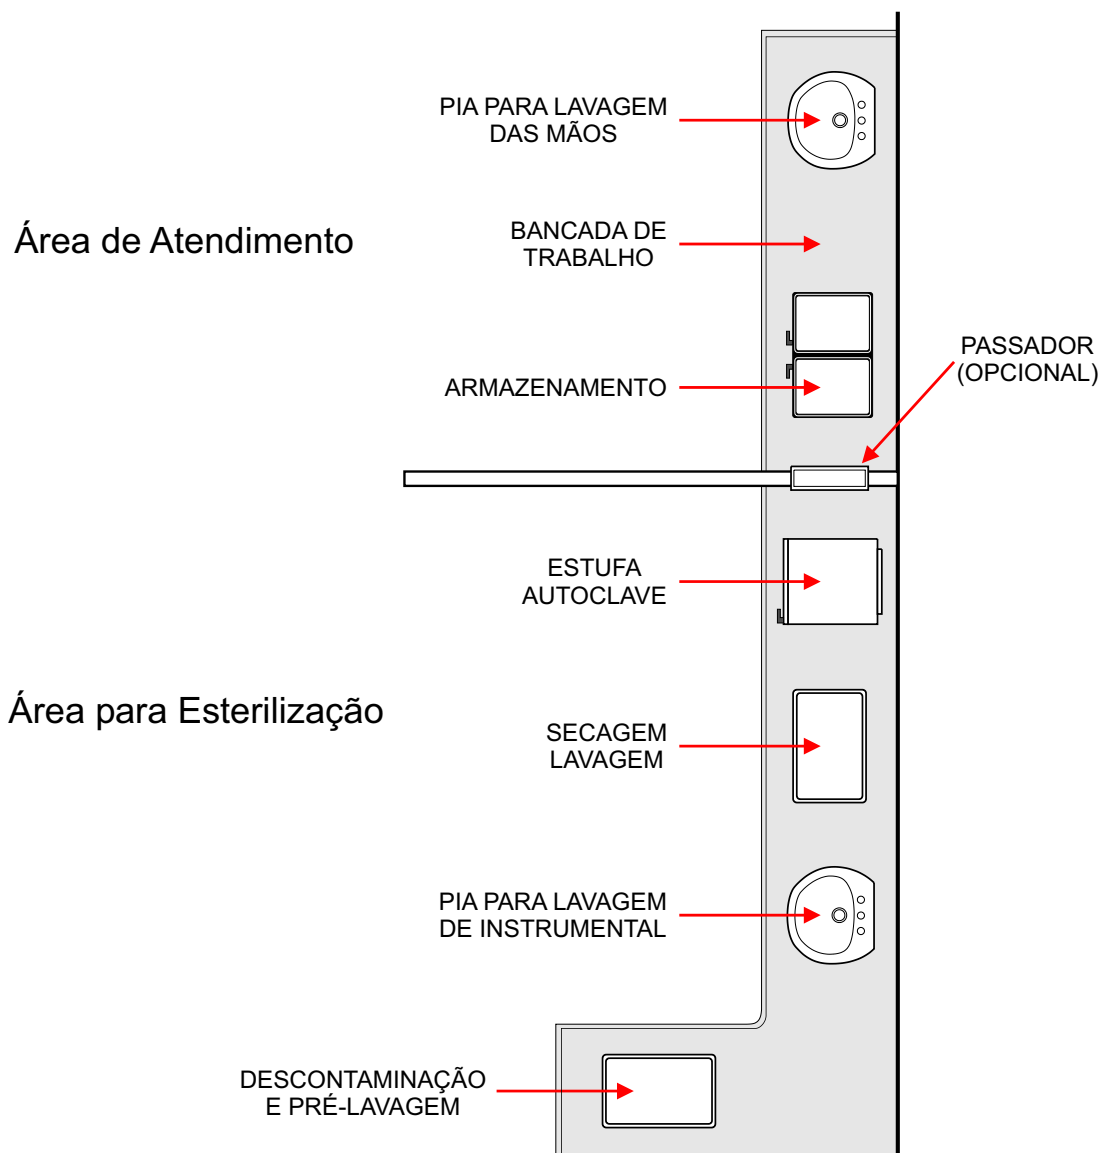 PIA PARA LAVAGEM
DAS MÃOS
Área de Atendimento
BANCADA DE
TRABALHO
PASSADOR
(OPCIONAL)
ARMAZENAMENTO
ESTUFA
AUTOCLAVE
Área para Esterilização
SECAGEM
LAVAGEM
PIA PARA LAVAGEM
DE INSTRUMENTAL
DESCONTAMINAÇÃO
E PRÉ-LAVAGEM